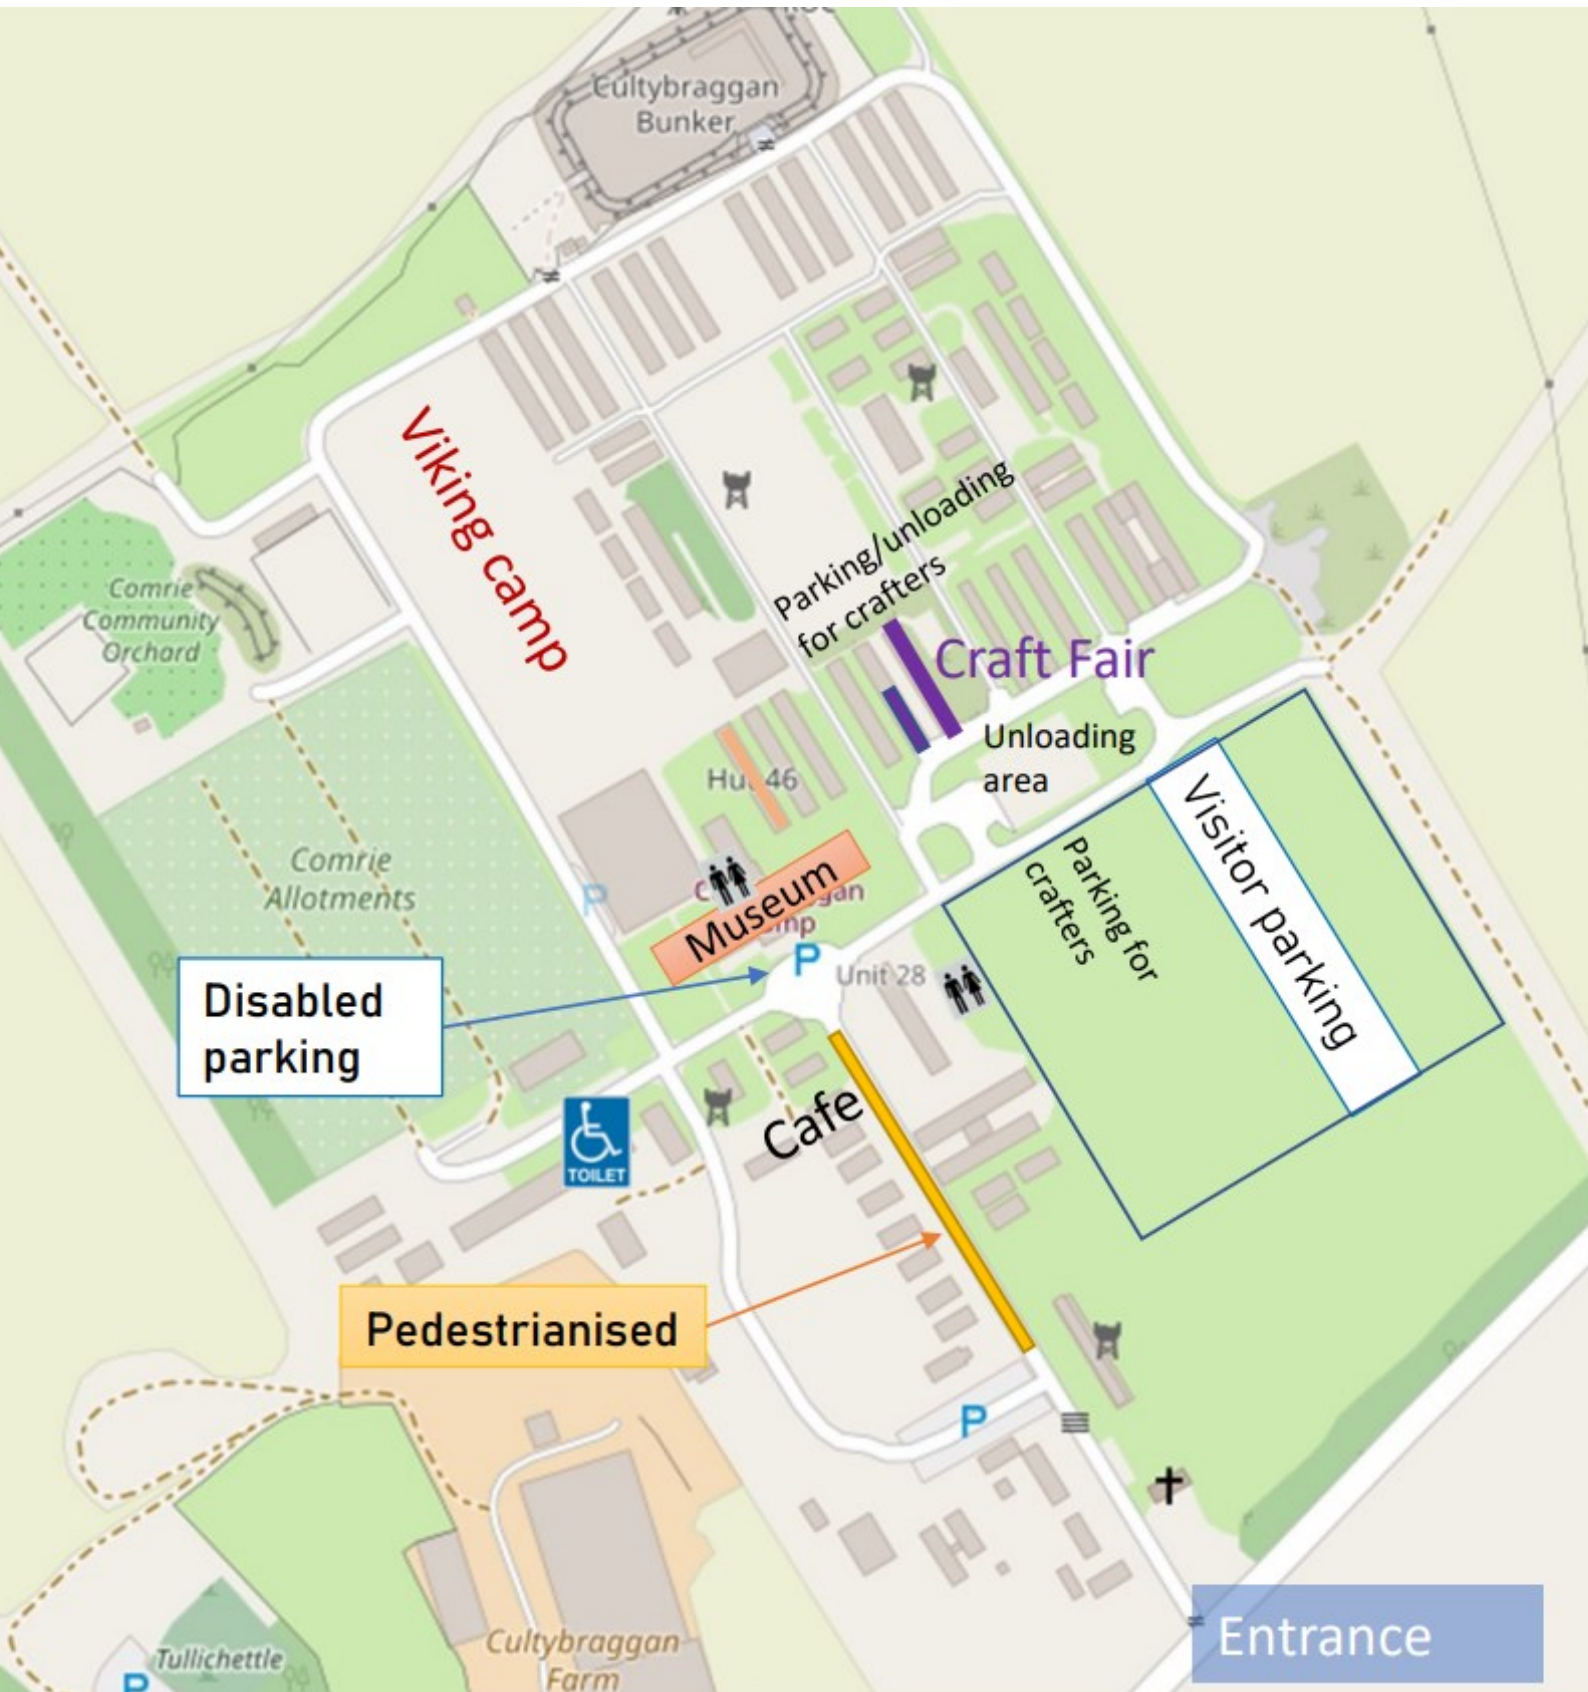 Cultybraggan
Bunker
Viking camp
Parking/unloading
for crafters
Craft Fair
Comrie
Community
Orchard
Unloading
area
Visitor parking
Parking for
crafters
Comrie
Allotments
P
Museum
P
Unit 28
Disabled
parking
Cafe
TOILET
Pedestrianised
P
Tullichettle
P
Cultybraggan
Farm
Entrance